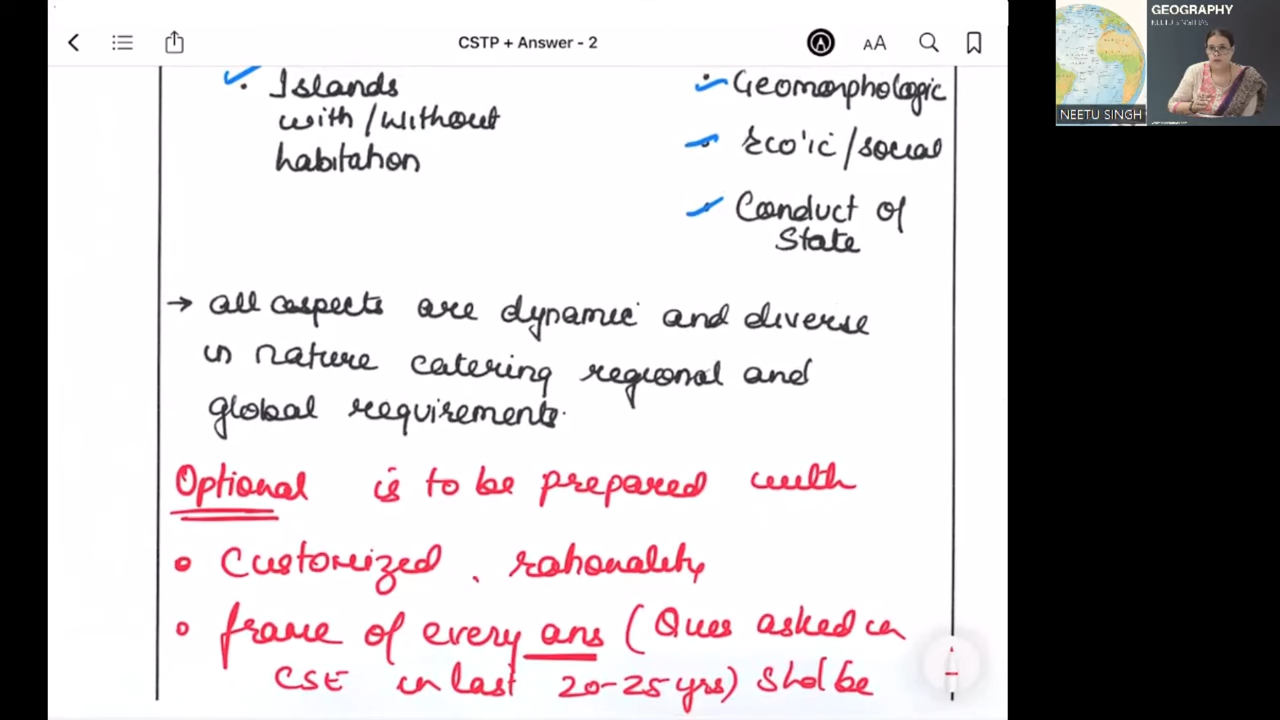 CSTP + Answer - 2
AA
GEOGRAPHY
NEETU SINGH
Islands
with/without
habitation
Geomorphologic
Eco'ic/social
Conduct of
State
→ all aspects are dynamic and diverse
in nature catering regional and
global requirements.
Optional is to be prepared with
• Customized, rationality
• frame of every ans (Ques asked in
CSE in last 20-25 yrs) shd be